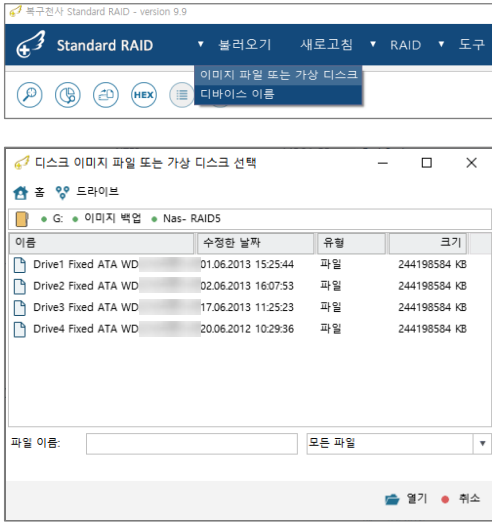 복구천사 Standard RAID - version 9.9
Standard RAID ▼ 불러오기 새로고침 ▼ RAID ▼ 도구
이미지 파일 또는 가상 디스크
디바이스 이름
HEX
디스크 이미지 파일 또는 가상 디스크 선택
홈 드라이브
G: 이미지 백업 Nas- RAID5
이름 수정한 날짜 유형 크기
Drive1 Fixed ATA WD 01.06.2013 15:25:44 파일 244198584 KB
Drive2 Fixed ATA WD 02.06.2013 16:07:53 파일 244198584 KB
Drive3 Fixed ATA WD 17.06.2013 11:25:23 파일 244198584 KB
Drive4 Fixed ATA WD 20.06.2012 10:29:36 파일 244198584 KB
파일 이름: 모든 파일
열기 취소